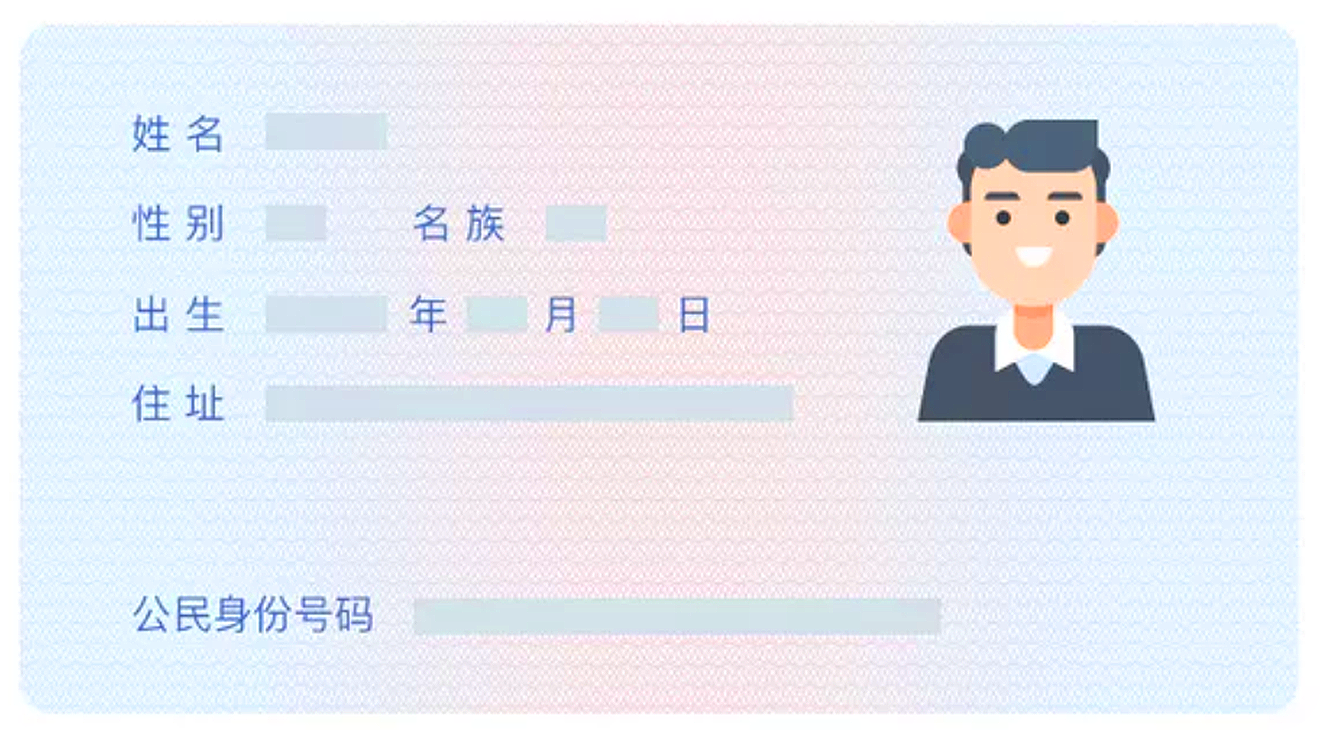 姓名
性别 名族
出生 年 月 日
住址
公民身份号码